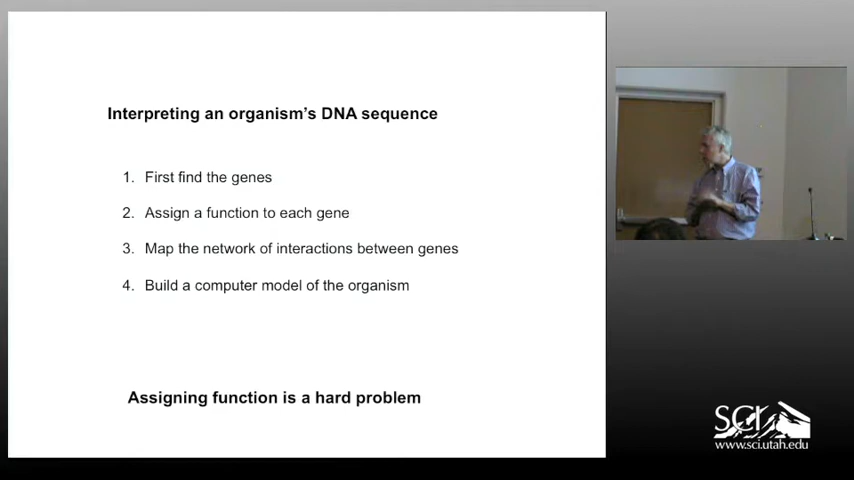 Interpreting an organism's DNA sequence
1. First find the genes
2. Assign a function to each gene
3. Map the network of interactions between genes
4. Build a computer model of the organism
Assigning function is a hard problem
SCI
www.sci.utah.edu